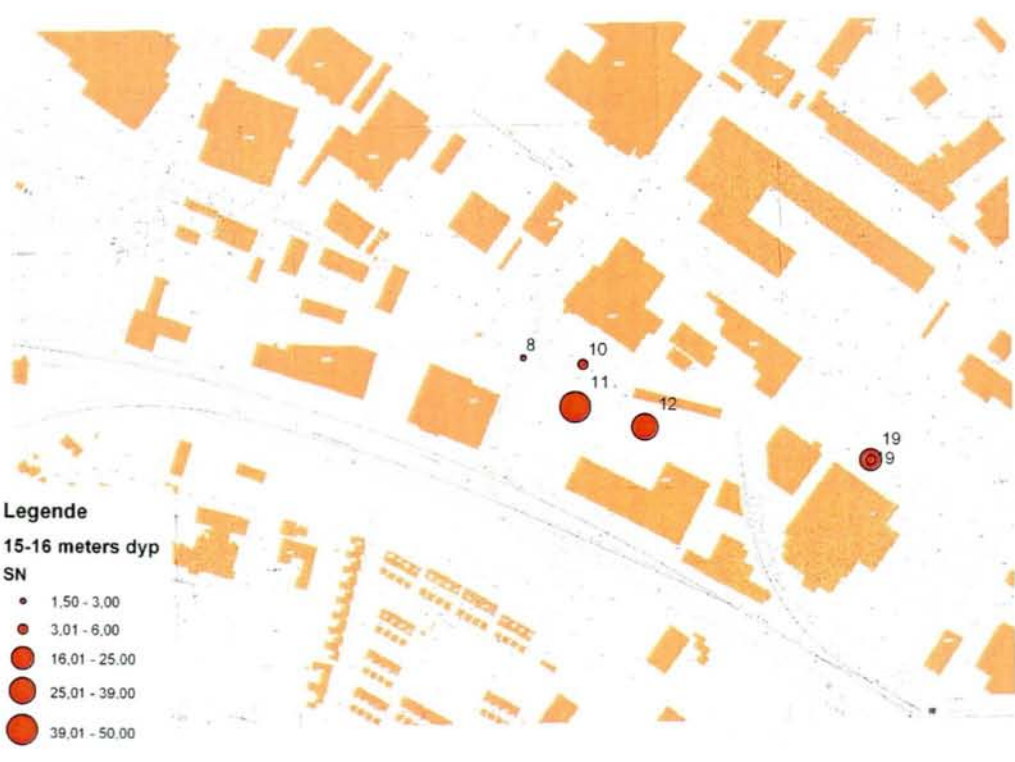 8
10
11
12
19
19
Legende
15-16 meters dyp
SN
1,50 - 3,00
3,01 - 6,00
16,01 - 25,00
25,01 - 39,00
39,01 - 50,00